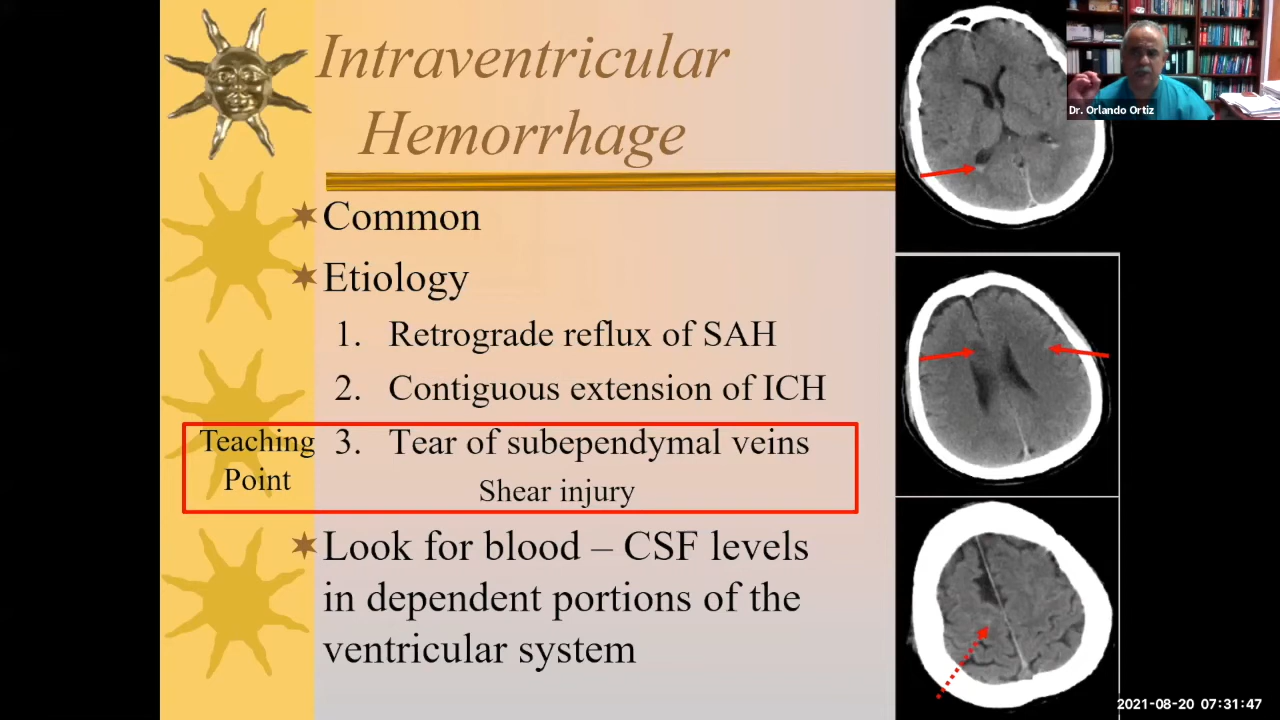 Intraventricular
Hemorrhage
Common
Etiology
1. Retrograde reflux of SAH
2. Contiguous extension of ICH
Teaching
Point
3. Tear of subependymal veins
Shear injury
Look for blood – CSF levels
in dependent portions of the
ventricular system
Dr. Orlando Ortiz
2021-08-20 07:31:47